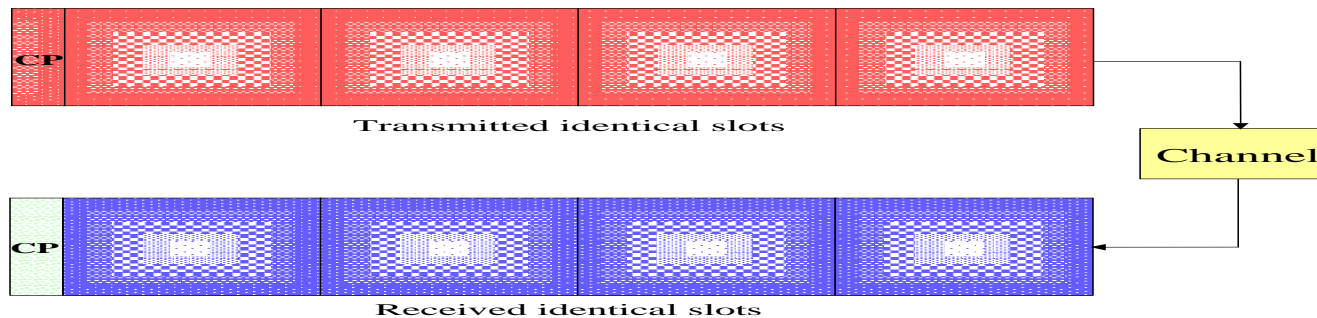 CP
Transmitted identical slots
Channel
CP
Received identical slots